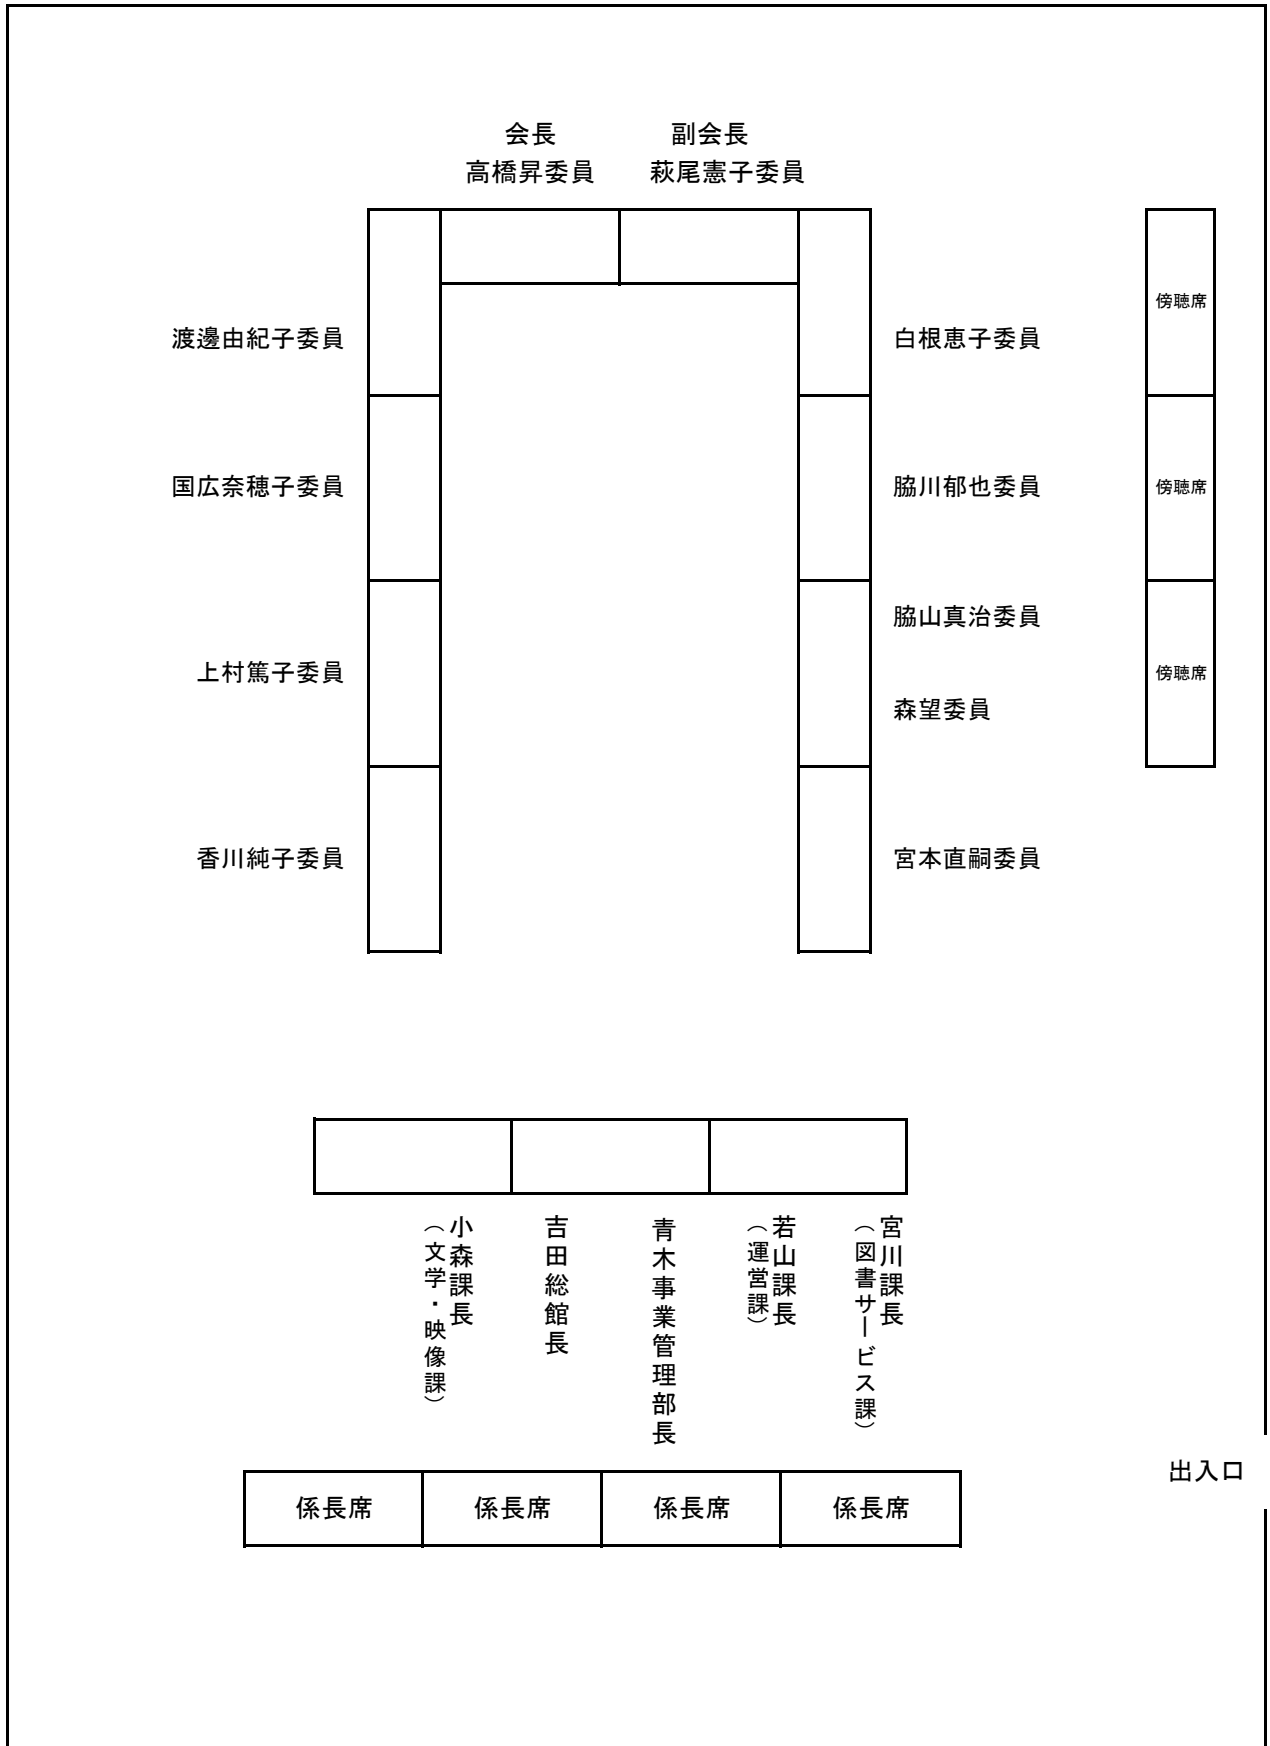 会長
副会長
高橋昇委員
萩尾憲子委員
傍聴席
渡邊由紀子委員
白根恵子委員
国広奈穂子委員
脇川郁也委員
傍聴席
脇山真治委員
上村篤子委員
傍聴席
森望委員
香川純子委員
宮本直嗣委員
小森課長
（文学・映像課）
吉田総館長
青木事業管理部長
若山課長
（運営課）
宮川課長
（図書サービス課）
出入口
係長席
係長席
係長席
係長席